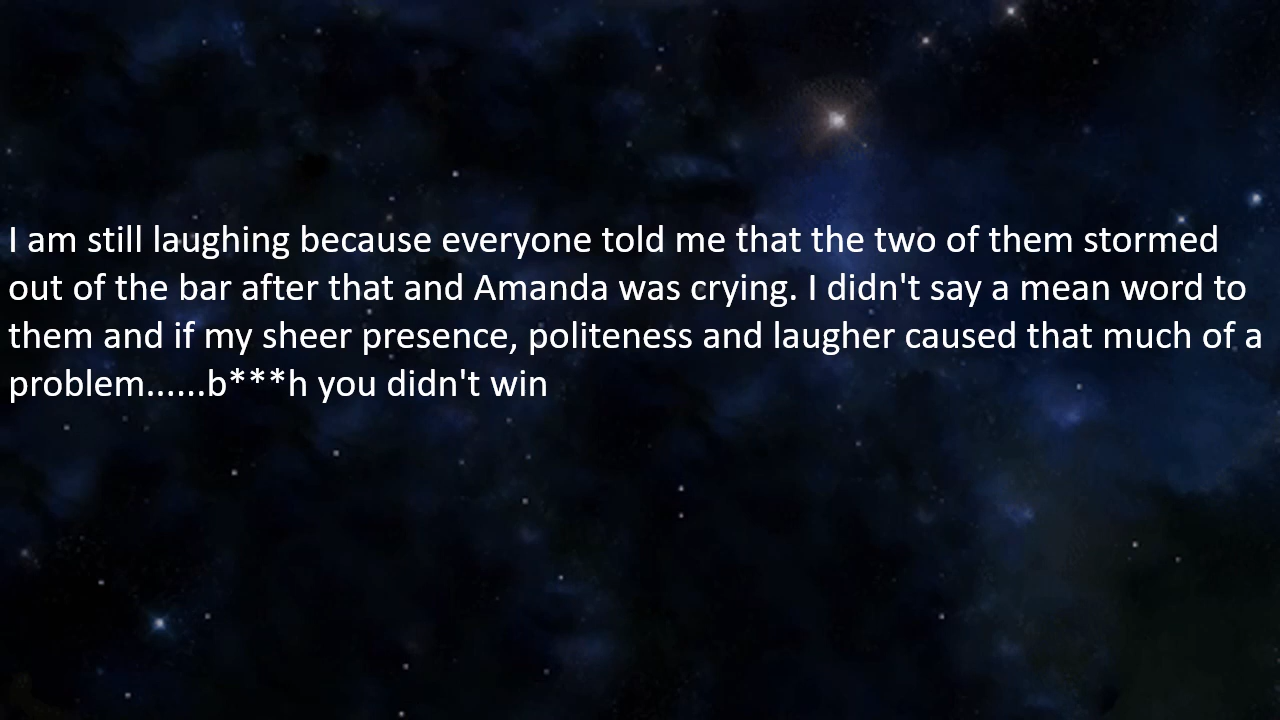 I am still laughing because everyone told me that the two of them stormed
out of the bar after that and Amanda was crying. I didn't say a mean word to
them and if my sheer presence, politeness and laugher caused that much of a
problem......b***h you didn't win